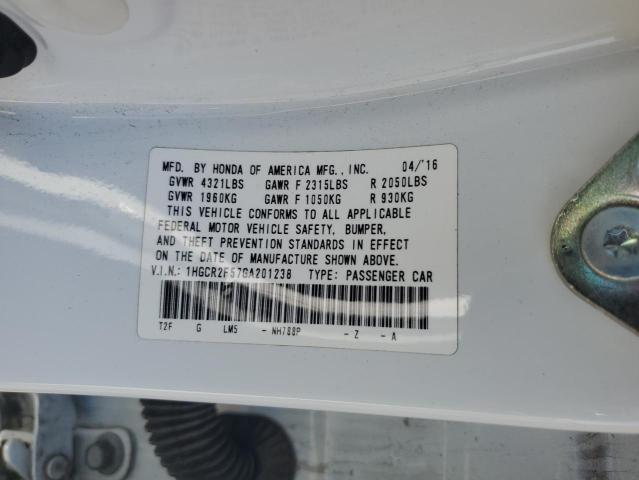 MFD. BY HONDA OF AMERICA MFG., INC. 04/'16
GVWR 4321LBS GAWR F 2315LBS R 2050LBS
GVWR 1960KG GAWR F 1050KG R 930KG
THIS VEHICLE CONFORMS TO ALL APPLICABLE
FEDERAL MOTOR VEHICLE SAFETY, BUMPER,
AND THEFT PREVENTION STANDARDS IN EFFECT
ON THE DATE OF MANUFACTURE SHOWN ABOVE.
V.I.N.: 1HGCR2F57GA201238 TYPE: PASSENGER CAR
T2F G LM5 - NH788P - Z - A